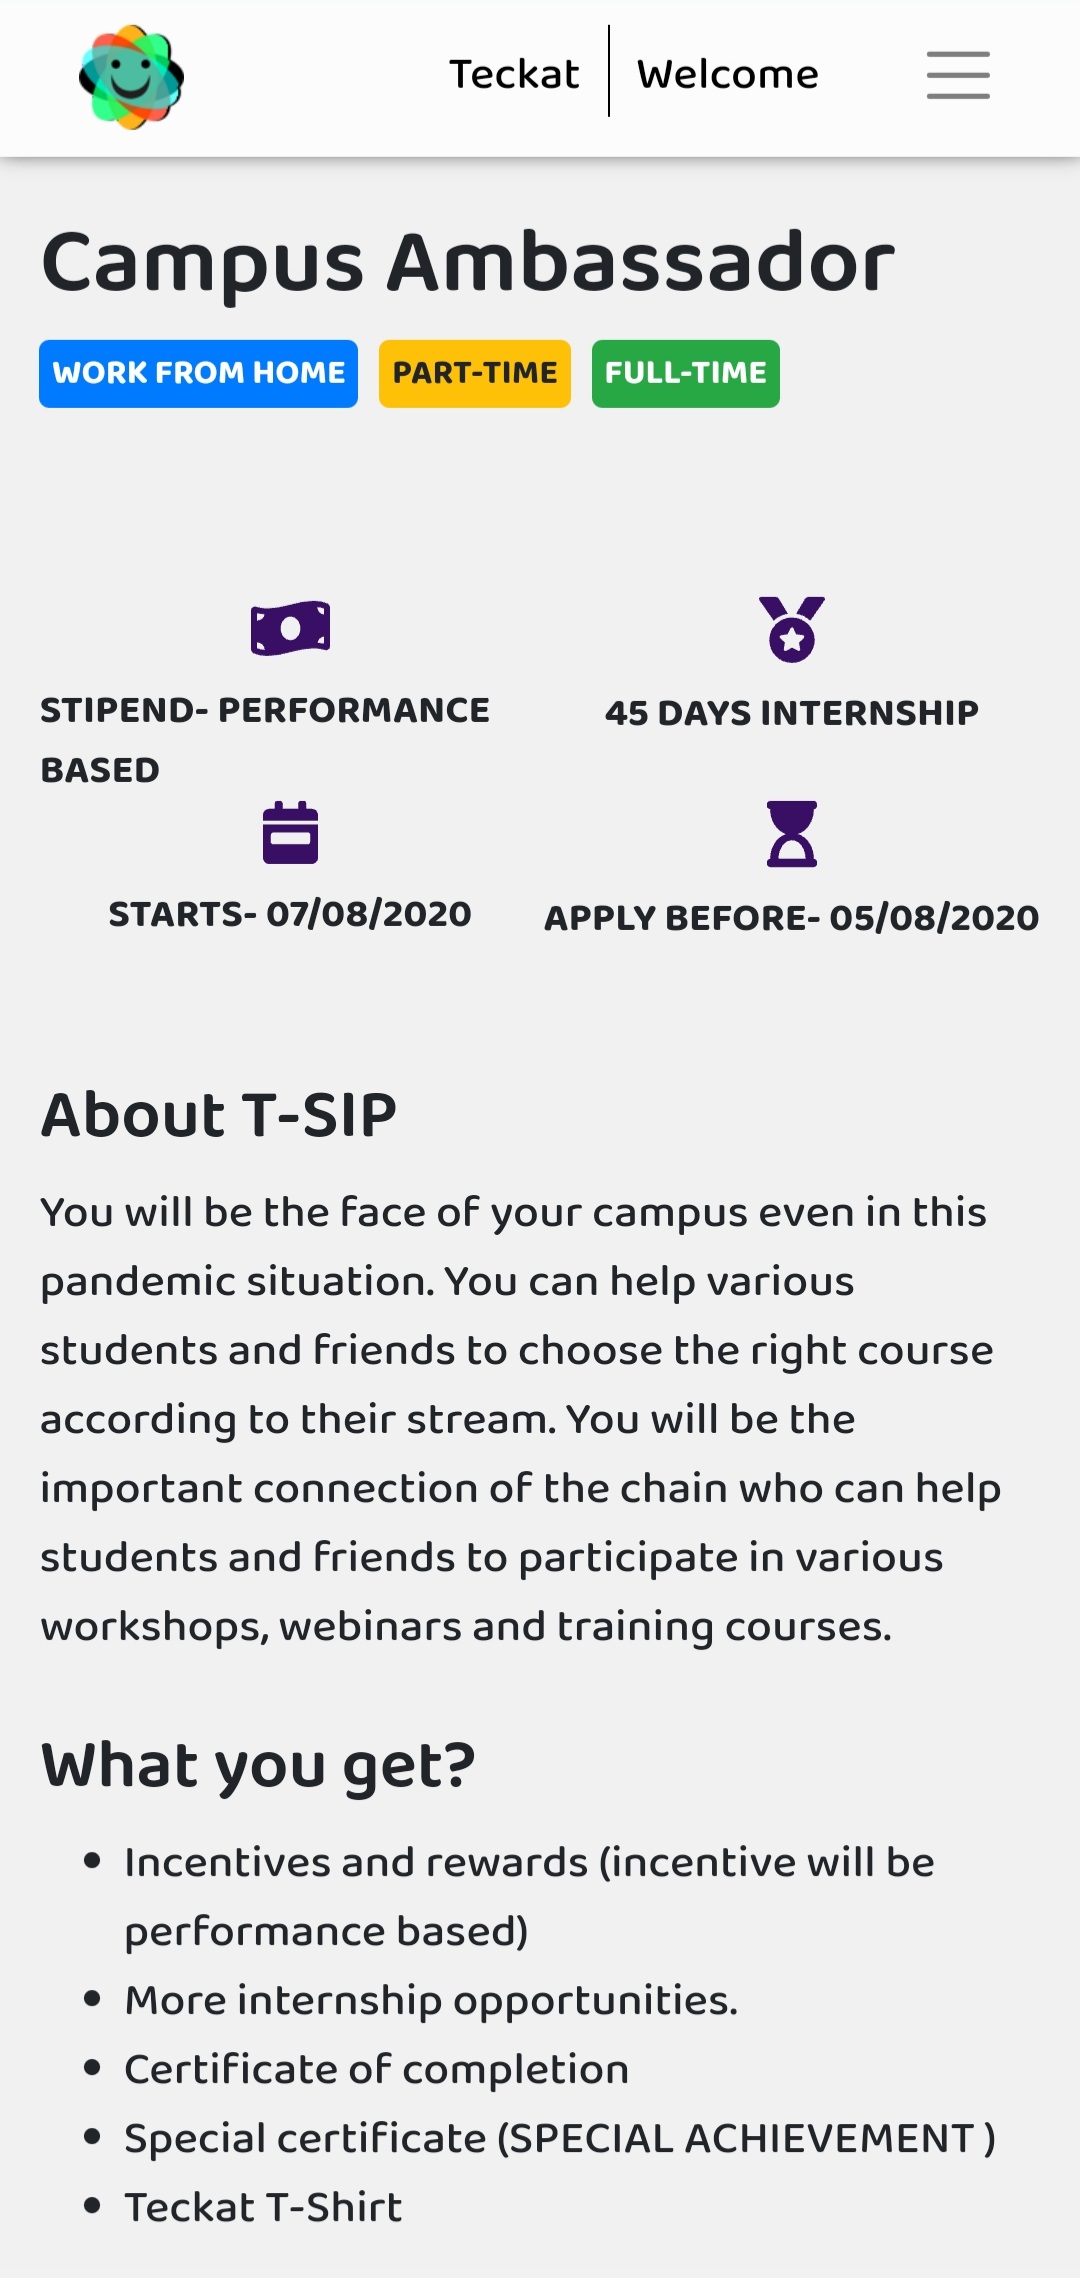 Teckat | Welcome
Campus Ambassador
WORK FROM HOME PART-TIME FULL-TIME
STIPEND- PERFORMANCE
BASED
45 DAYS INTERNSHIP
STARTS- 07/08/2020
APPLY BEFORE- 05/08/2020
About T-SIP
You will be the face of your campus even in this
pandemic situation. You can help various
students and friends to choose the right course
according to their stream. You will be the
important connection of the chain who can help
students and friends to participate in various
workshops, webinars and training courses.
What you get?
• Incentives and rewards (incentive will be
performance based)
• More internship opportunities.
• Certificate of completion
• Special certificate (SPECIAL ACHIEVEMENT )
• Teckat T-Shirt